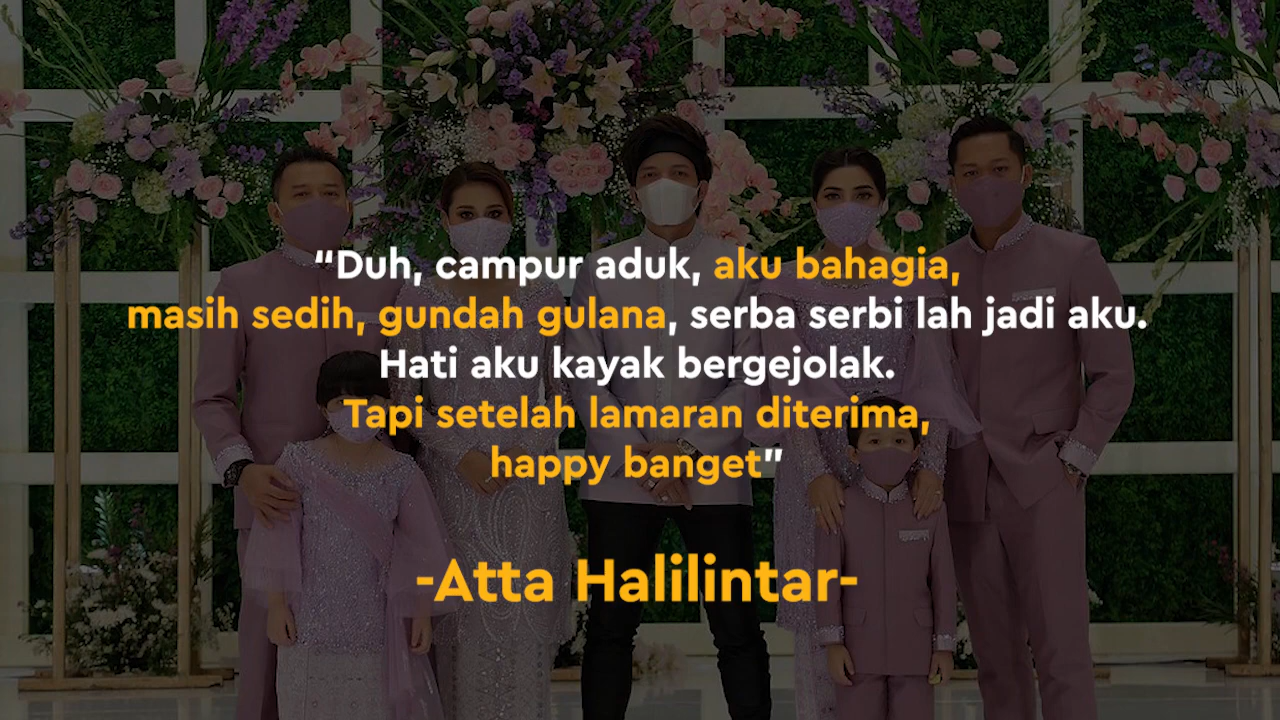 “Duh, campur aduk, aku bahagia,
masih sedih, gundah gulana, serba serbi lah jadi aku.
Hati aku kayak bergejolak.
Tapi setelah lamaran diterima,
happy banget”
-Atta Halilintar-